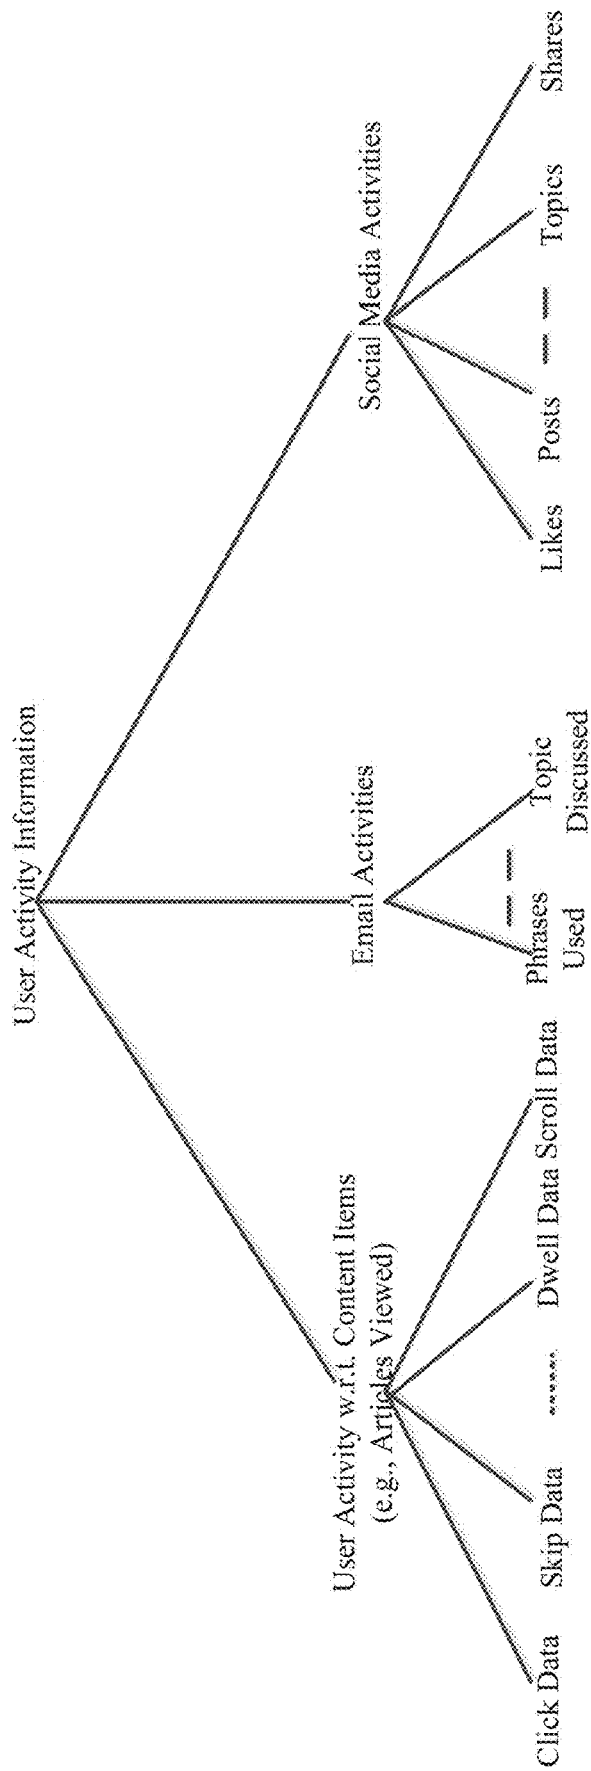 User Activity Information
User Activity w.r.t. Content Items
(e.g., Articles Viewed)
Email Activities
Social Media Activities
Click Data
Skip Data
Dwell Data
Scroll Data
Phrases
Used
Topic
Discussed
Likes
Posts
Topics
Shares